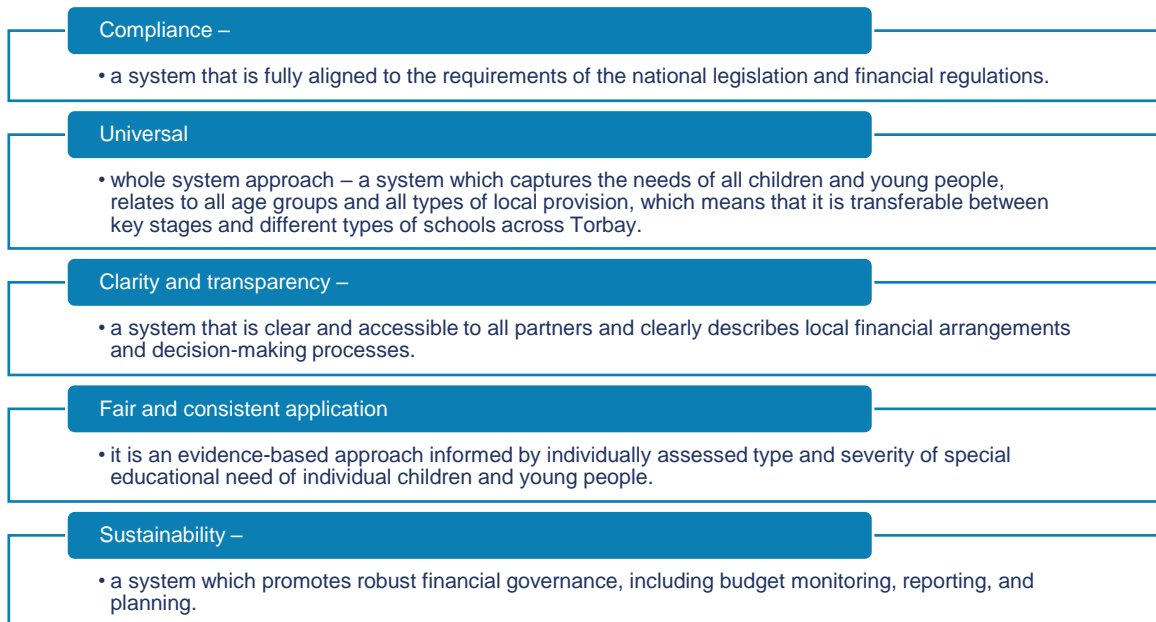 Compliance –
• a system that is fully aligned to the requirements of the national legislation and financial regulations.
Universal
• whole system approach – a system which captures the needs of all children and young people,
relates to all age groups and all types of local provision, which means that it is transferable between
key stages and different types of schools across Torbay.
Clarity and transparency –
• a system that is clear and accessible to all partners and clearly describes local financial arrangements
and decision-making processes.
Fair and consistent application
• it is an evidence-based approach informed by individually assessed type and severity of special
educational need of individual children and young people.
Sustainability –
• a system which promotes robust financial governance, including budget monitoring, reporting, and
planning.